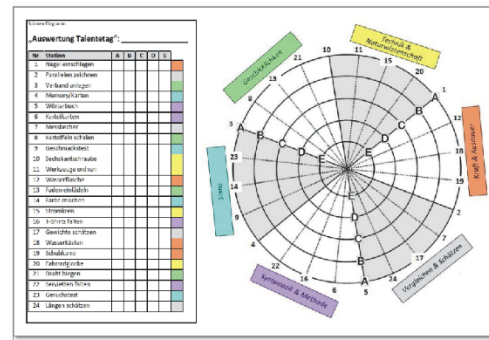 „Auswertung Talentetag": ________________
Nr Station A B C D E
1 Nagel einschlagen
2 Parallelen zeichnen
3 Verband anlegen
4 Memory/Karten
5 Wörterbuch
6 Karteikarten
7 Messbecher
8 Kartoffeln schälen
9 Geschmackstest
10 Sechskantschraube
11 Werkzeuge ordnen
12 Wasserflasche
13 Faden einfädeln
14 Farbe mischen
15 Stromkreis
16 T-Shirts falten
17 Gewichte schätzen
18 Wasserkästen
19 Schubkarre
20 Fahrradglocke
21 Draht biegen
22 Servietten falten
23 Geruchstest
24 Längen schätzen
Geschicklichkeit
Technik &
Naturwissenschaft
Kraft & Ausdauer
Vergleichen & Schätzen
Systematik & Methode
Sinne
10
11
15
20
1
12
18
19
2
7
17
24
5
6
16
22
4
9
14
23
3
8
13
21
A B C D E
A B C D E
A B C D E